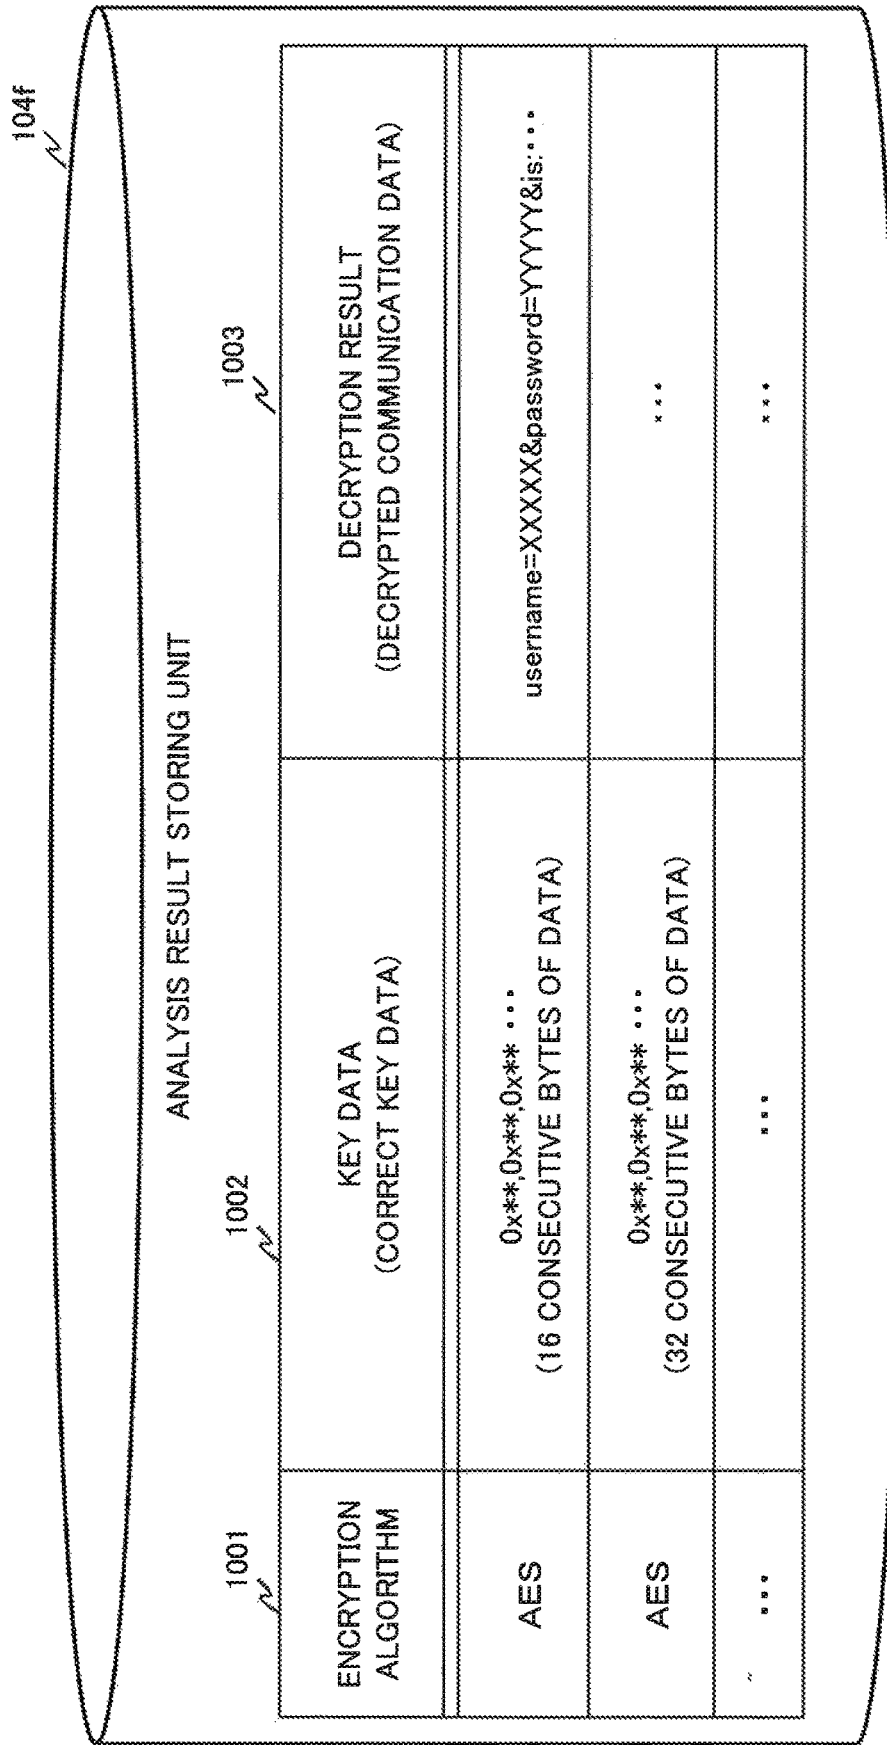 104f
ANALYSIS RESULT STORING UNIT
1001
1002
1003
ENCRYPTION
ALGORITHM
KEY DATA
(CORRECT KEY DATA)
DECRYPTION RESULT
(DECRYPTED COMMUNICATION DATA)
AES
0x**,0x**,0x** ･･･
(16 CONSECUTIVE BYTES OF DATA)
username=XXXXX&password=YYYYY&is:･･･
AES
0x**,0x**,0x** ･･･
(32 CONSECUTIVE BYTES OF DATA)
･･･
･･･
･･･
･･･